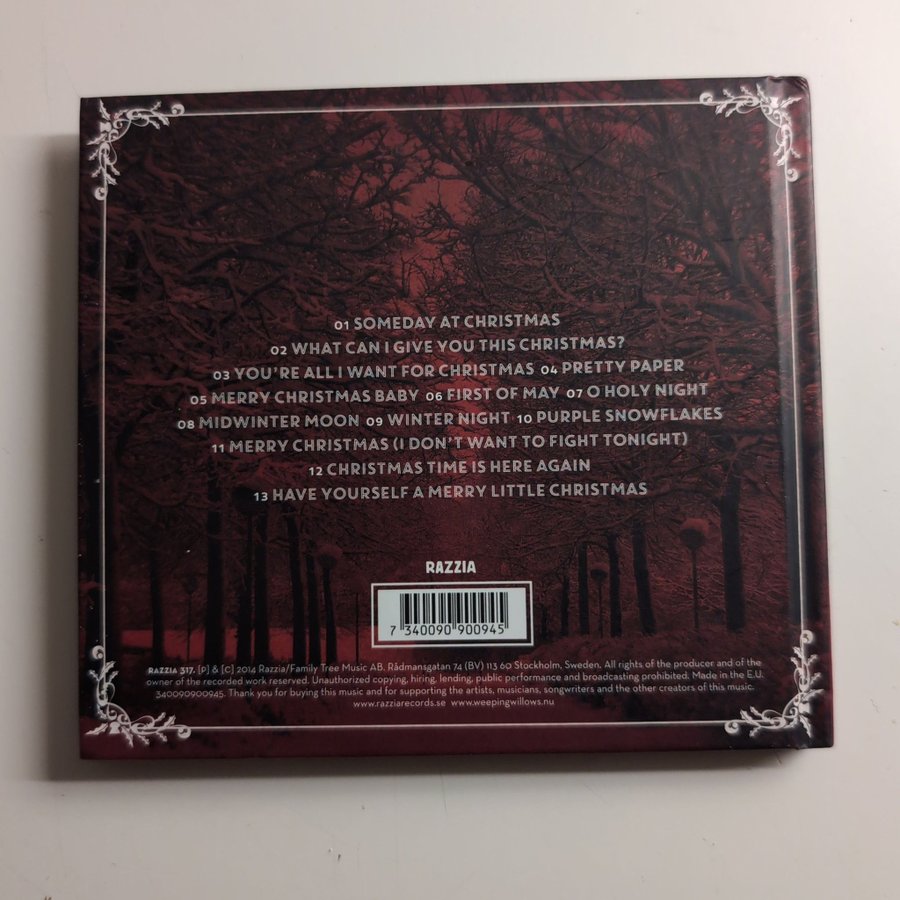 01 SOMEDAY AT CHRISTMAS
02 WHAT CAN I GIVE YOU THIS CHRISTMAS?
03 YOU'RE ALL I WANT FOR CHRISTMAS 04 PRETTY PAPER
05 MERRY CHRISTMAS BABY 06 FIRST OF MAY 07 O HOLY NIGHT
08 MIDWINTER MOON 09 WINTER NIGHT 10 PURPLE SNOWFLAKES
11 MERRY CHRISTMAS (I DON'T WANT TO FIGHT TONIGHT)
12 CHRISTMAS TIME IS HERE AGAIN
13 HAVE YOURSELF A MERRY LITTLE CHRISTMAS
RAZZIA
7 340090 900945
RAZZIA 317. [P] & [C] 2014 Razzia/Family Tree Music AB. Rådmansgatan 74 (BV) 113 60 Stockholm, Sweden. All rights of the producer and of the
owner of the recorded work reserved. Unauthorized copying, hiring, lending, public performance and broadcasting prohibited. Made in the E.U.
340090900945. Thank you for buying this music and for supporting the artists, musicians, songwriters and the other creators of this music.
www.razziarecords.se www.weepingwillows.nu